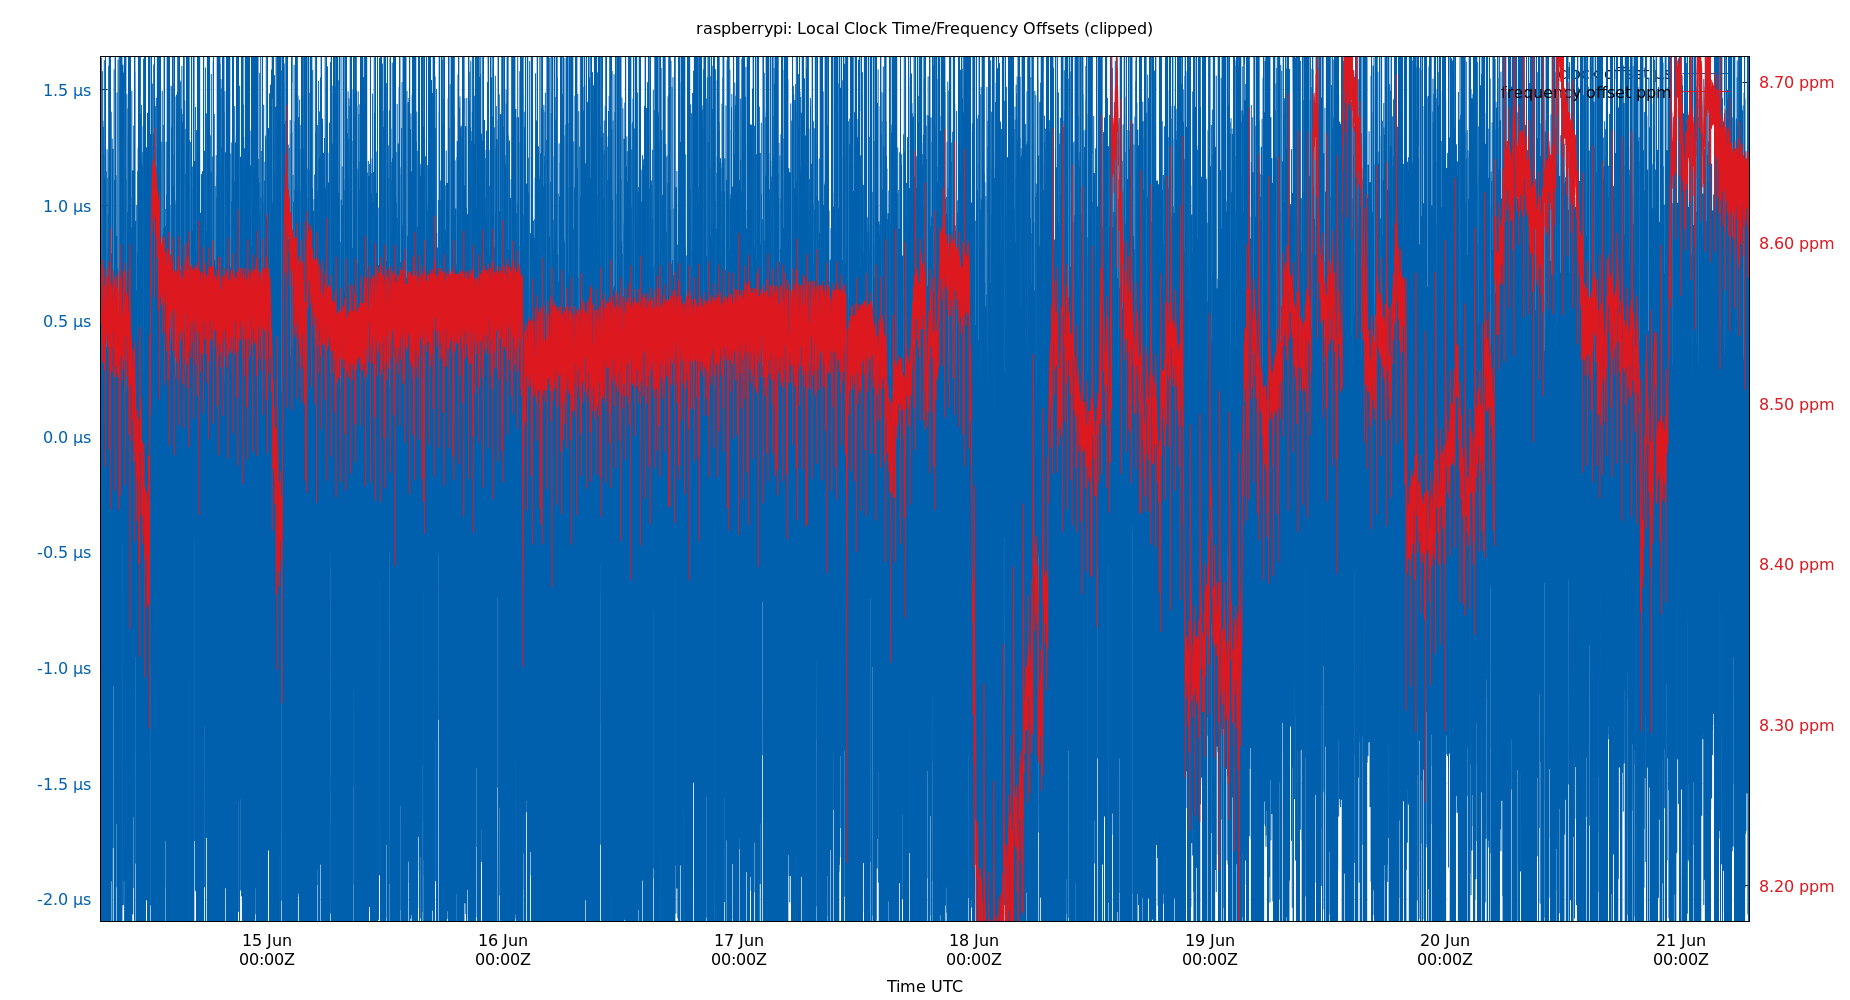 raspberrypi: Local Clock Time/Frequency Offsets (clipped)
clock offset us
frequency offset ppm
1.5 µs
1.0 µs
0.5 µs
0.0 µs
-0.5 µs
-1.0 µs
-1.5 µs
-2.0 µs
8.70 ppm
8.60 ppm
8.50 ppm
8.40 ppm
8.30 ppm
8.20 ppm
15 Jun 00:00Z
16 Jun 00:00Z
17 Jun 00:00Z
18 Jun 00:00Z
19 Jun 00:00Z
20 Jun 00:00Z
21 Jun 00:00Z
Time UTC